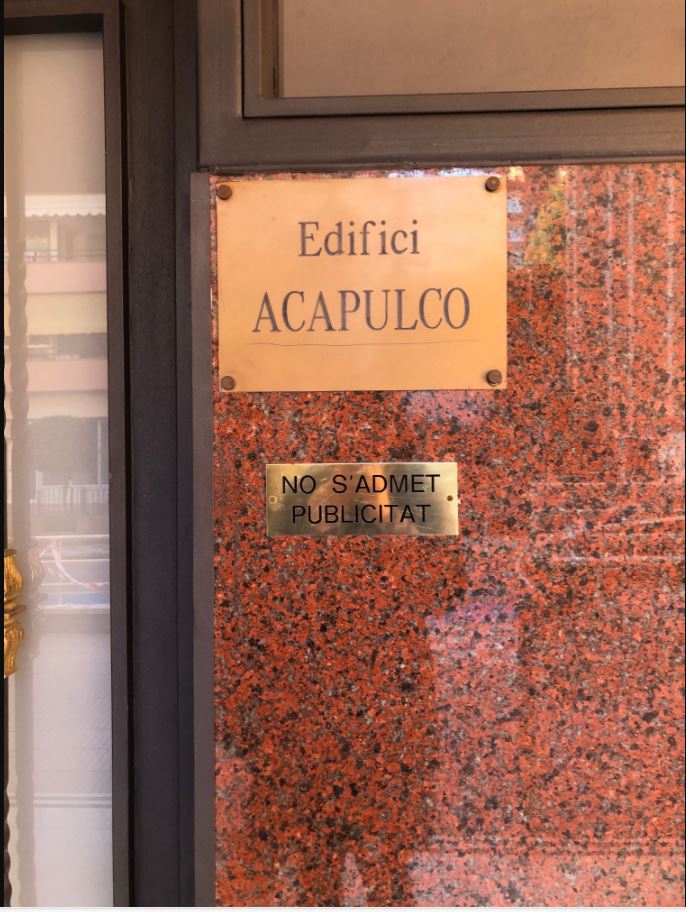 Edifici
ACAPULCO
NO S'ADMET
PUBLICITAT